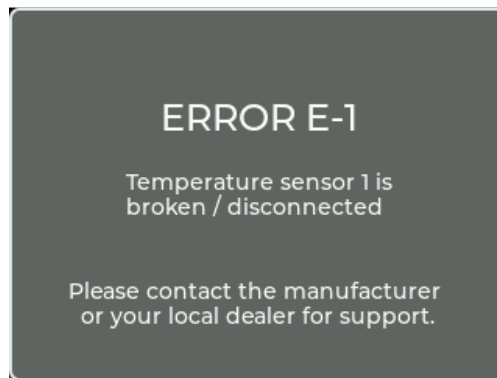 ERROR E-1
Temperature sensor 1 is
broken / disconnected
Please contact the manufacturer
or your local dealer for support.